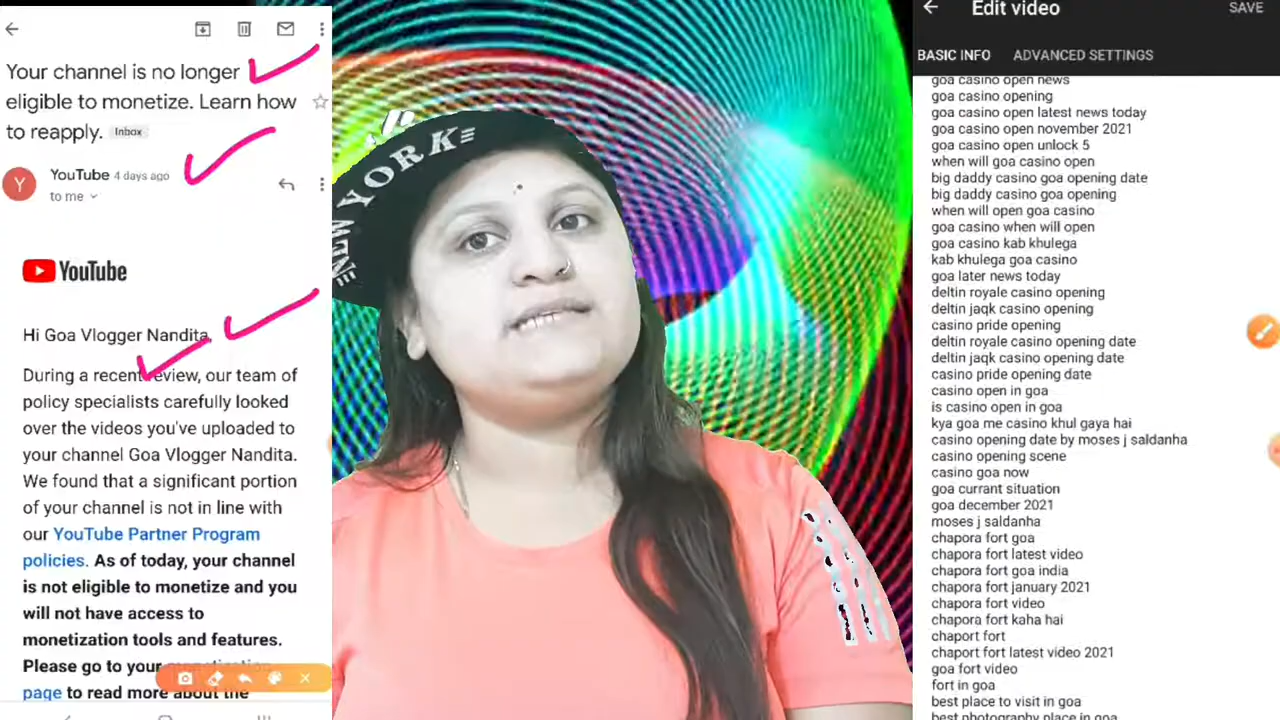 Your channel is no longer
eligible to monetize. Learn how
to reapply. Inbox
Y
YouTube 4 days ago
to me
YouTube
Hi Goa Vlogger Nandita,
During a recent review, our team of
policy specialists carefully looked
over the videos you've uploaded to
your channel Goa Vlogger Nandita.
We found that a significant portion
of your channel is not in line with
our YouTube Partner Program
policies. As of today, your channel
is not eligible to monetize and you
will not have access to
monetization tools and features.
Please go to your monetization
page to read more about the
NEW YORK
Edit video
SAVE
BASIC INFO
ADVANCED SETTINGS
goa casino open news
goa casino opening
goa casino open latest news today
goa casino open november 2021
goa casino open unlock 5
when will goa casino open
big daddy casino goa opening date
big daddy casino goa opening
when will open goa casino
goa casino when will open
goa casino kab khulega
kab khulega goa casino
goa later news today
deltin royale casino opening
deltin jaqk casino opening
casino pride opening
deltin royale casino opening date
deltin jaqk casino opening date
casino pride opening date
casino open in goa
is casino open in goa
kya goa me casino khul gaya hai
casino opening date by moses j saldanha
casino opening scene
casino goa now
goa currant situation
goa december 2021
moses j saldanha
chapora fort goa
chapora fort latest video
chapora fort goa india
chapora fort january 2021
chapora fort video
chapora fort kaha hai
chaport fort
chaport fort latest video 2021
goa fort video
fort in goa
best place to visit in goa
best photography place in goa